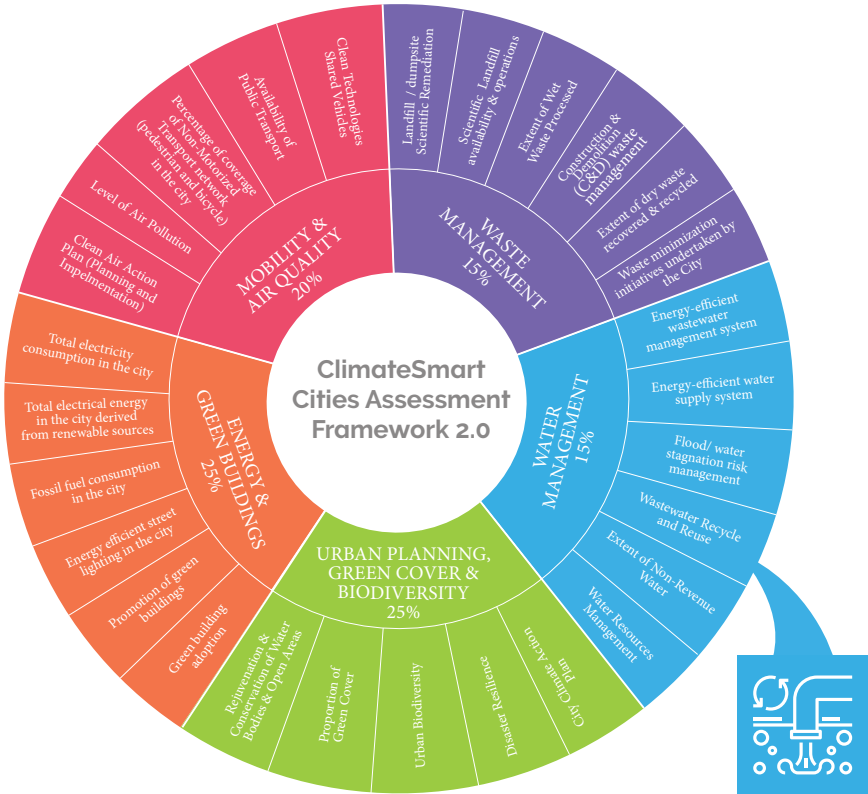 ClimateSmart
Cities Assessment
Framework 2.0
WASTE
MANAGEMENT
15%
Landfill / dumpsite
Scientific Remediation
Scientific Landfill
availability & operations
Extent of Wet
Waste Processed
Construction &
Demolition
(C&D) waste
management
Extent of dry waste
recovered & recycled
Waste minimization
initiatives undertaken by
the City
WATER
MANAGEMENT
15%
Energy-efficient
wastewater
management system
Energy-efficient water
supply system
Flood/ water
stagnation risk
management
Wastewater Recycle
and Reuse
Extent of Non-Revenue
Water
Water Resources
Management
URBAN PLANNING,
GREEN COVER &
BIODIVERSITY
25%
City Climate Action
Plan
Disaster Resilience
Urban Biodiversity
Proportion of
Green Cover
Rejuvenation &
Conservation of Water
Bodies & Open Areas
ENERGY &
GREEN BUILDINGS
25%
Green building
adoption
Promotion of green
buildings
Energy efficient street
lighting in the city
Fossil fuel consumption
in the city
Total electrical energy
in the city derived
from renewable sources
Total electricity
consumption in the city
MOBILITY &
AIR QUALITY
20%
Clean Air Action
Plan (Planning and
Impelmentation)
Level of Air Pollution
Percentage of coverage
of Non-Motorized
Transport network
(pedestrian and bicycle)
in the city
Availability of
Public Transport
Clean Technologies
Shared Vehicles